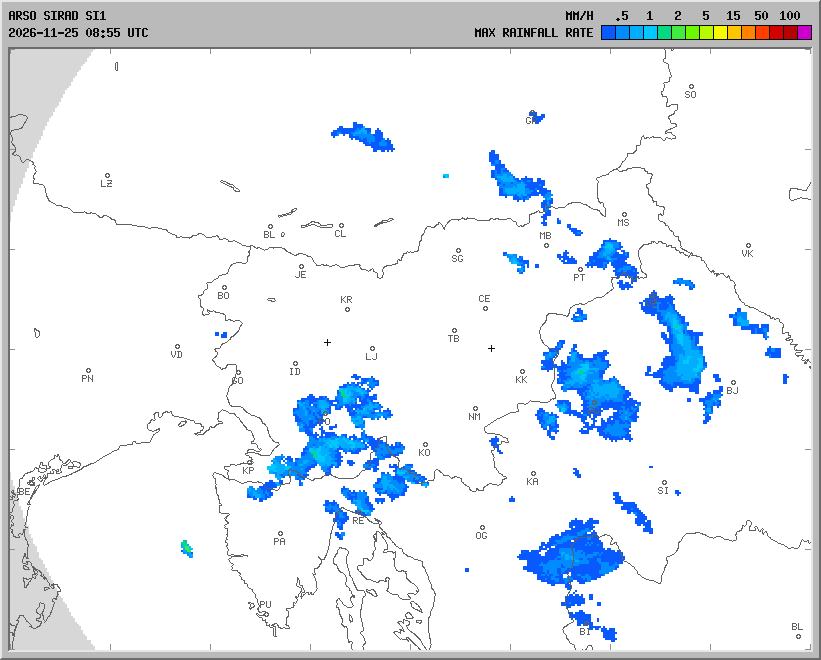 ARSO SIRAD SI1
MM/H .5 1 2 5 15 50 100
2026-11-25 08:55 UTC
MAX RAINFALL RATE
SO
LZ
MS
BL
CL
MB
VK
SG
JE
PT
BO
KR
CE
TB
VD
LJ
ID
PN
GO
KK
BJ
NM
KO
KP
KA
BE
SI
RE
OG
PA
PU
BI
BL